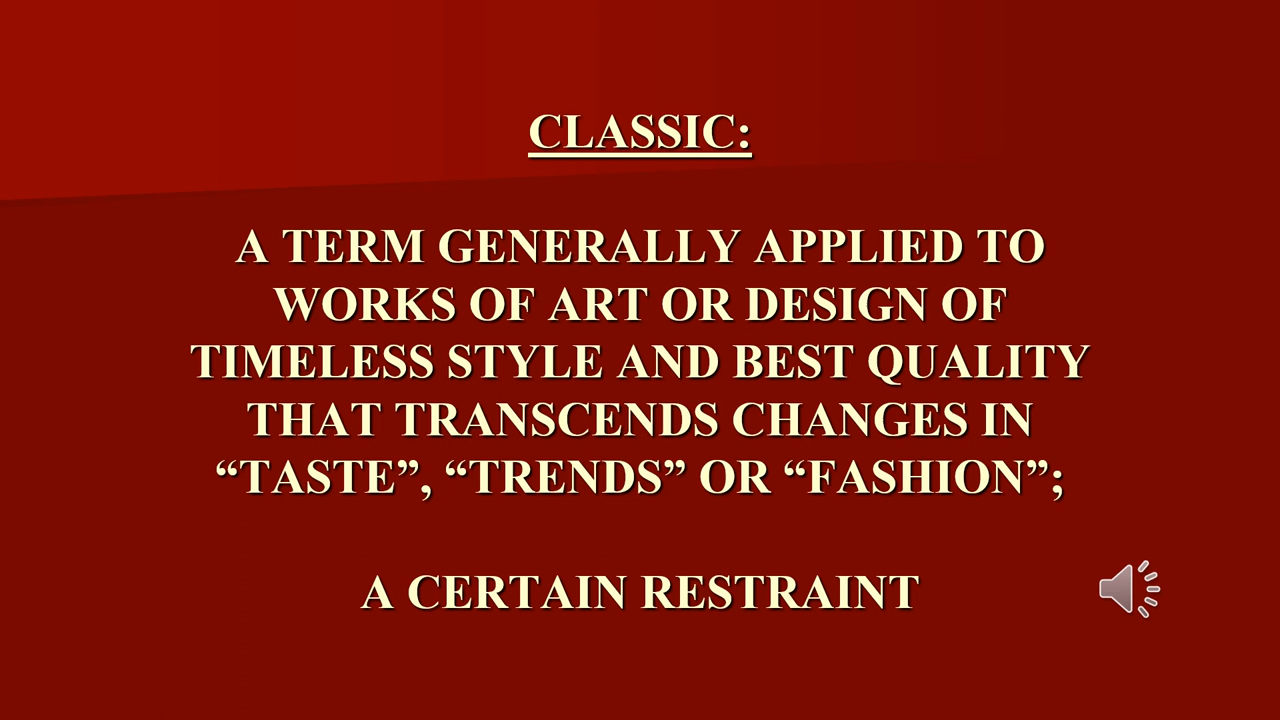 CLASSIC:
A TERM GENERALLY APPLIED TO
WORKS OF ART OR DESIGN OF
TIMELESS STYLE AND BEST QUALITY
THAT TRANSCENDS CHANGES IN
“TASTE”, “TRENDS” OR “FASHION”;
A CERTAIN RESTRAINT